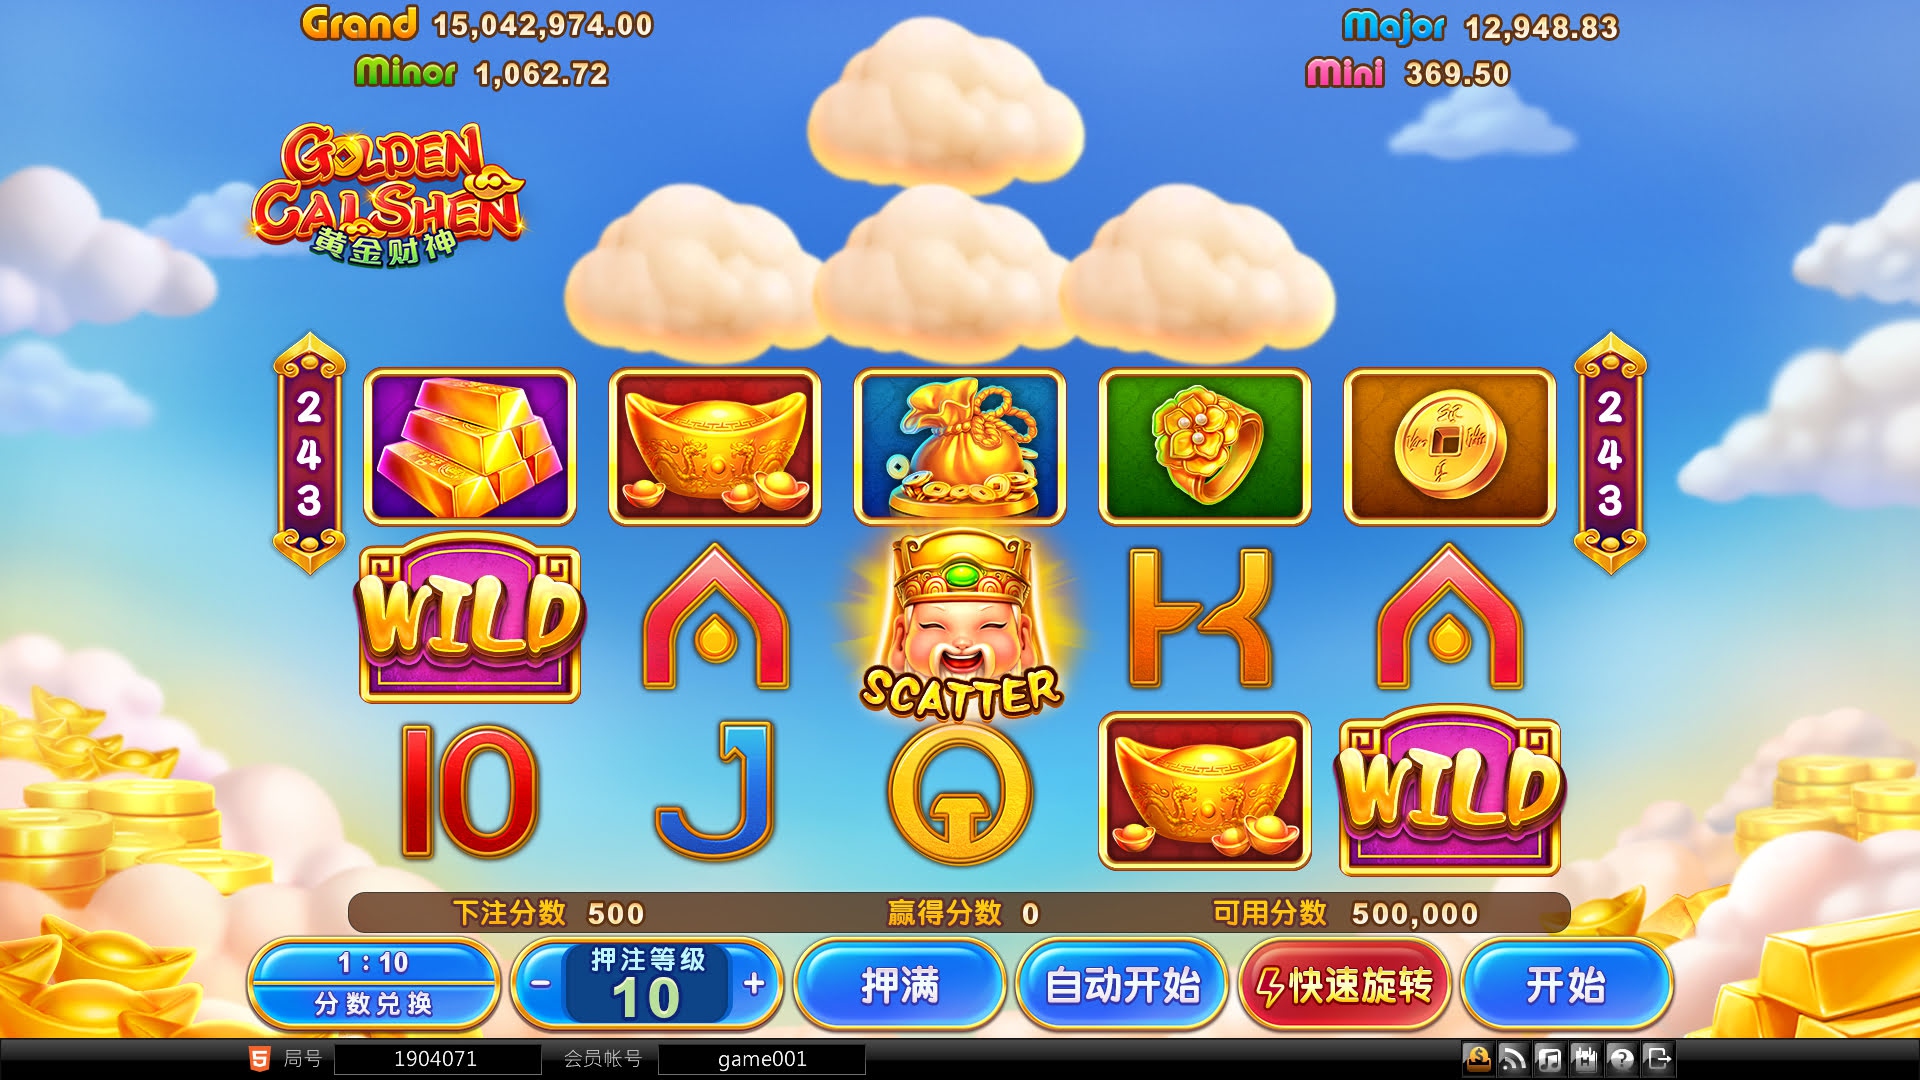 Grand 15,042,974.00
Major 12,948.83
Minor 1,062.72
Mini 369.50
GOLDEN
CAISHEN
黄金财神
243
243
WILD
A
SCATTER
K
A
10
J
Q
WILD
下注分数 500
赢得分数 0
可用分数 500,000
1 : 10
分数兑换
押注等级
- 10 +
押满
自动开始
快速旋转
开始
5 局号 1904071 会员帐号 game001